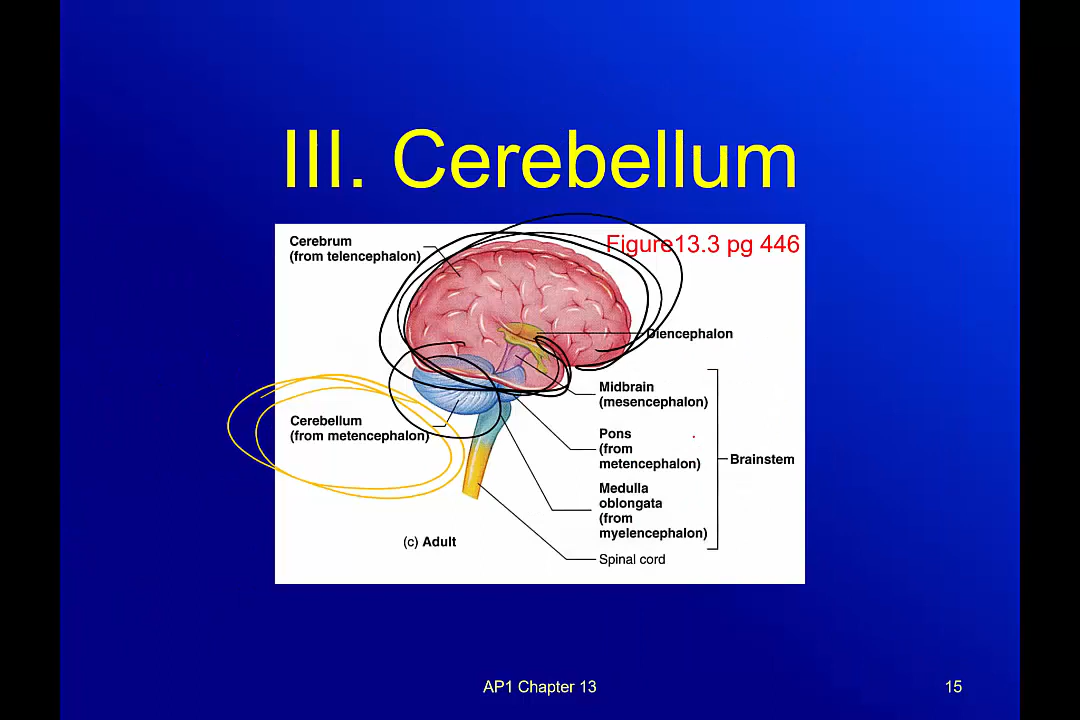 III. Cerebellum
Figure13.3 pg 446
Cerebrum
(from telencephalon)
Diencephalon
Midbrain
(mesencephalon)
Cerebellum
(from metencephalon)
Pons
(from
metencephalon)
Brainstem
Medulla
oblongata
(from
myelencephalon)
(c) Adult
Spinal cord
AP1 Chapter 13
15